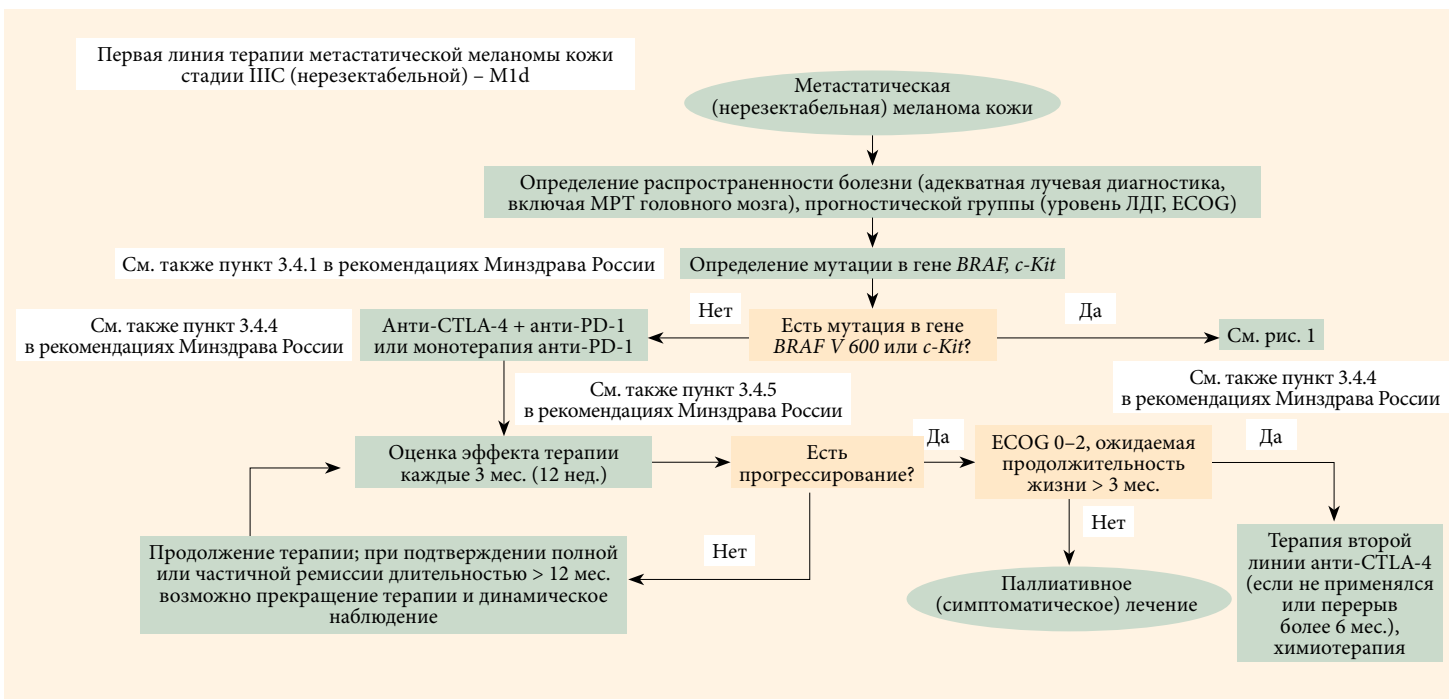 Первая линия терапии метастатической меланомы кожи
стадии IIIC (нерезектабельной) – M1d
Метастатическая
(нерезектабельная) меланома кожи
Определение распространенности болезни (адекватная лучевая диагностика,
включая МРТ головного мозга), прогностической группы (уровень ЛДГ, ECOG)
См. также пункт 3.4.1 в рекомендациях Минздрава России
Определение мутации в гене BRAF, c-Kit
См. также пункт 3.4.4
в рекомендациях Минздрава России
Анти-CTLA-4 + анти-PD-1
или монотерапия анти-PD-1
Нет
Есть мутация в гене
BRAF V 600 или c-Kit?
Да
См. рис. 1
См. также пункт 3.4.5
в рекомендациях Минздрава России
См. также пункт 3.4.4
в рекомендациях Минздрава России
Оценка эффекта терапии
каждые 3 мес. (12 нед.)
Есть
прогрессирование?
Да
ECOG 0–2, ожидаемая
продолжительность
жизни > 3 мес.
Да
Продолжение терапии; при подтверждении полной
или частичной ремиссии длительностью > 12 мес.
возможно прекращение терапии и динамическое
наблюдение
Нет
Нет
Паллиативное
(симптоматическое) лечение
Терапия второй
линии анти-CTLA-4
(если не применялся
или перерыв
более 6 мес.),
химиотерапия